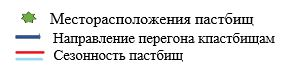 Месторасположения пастбищ
Направление перегона кпастбищам
Сезонность пастбищ